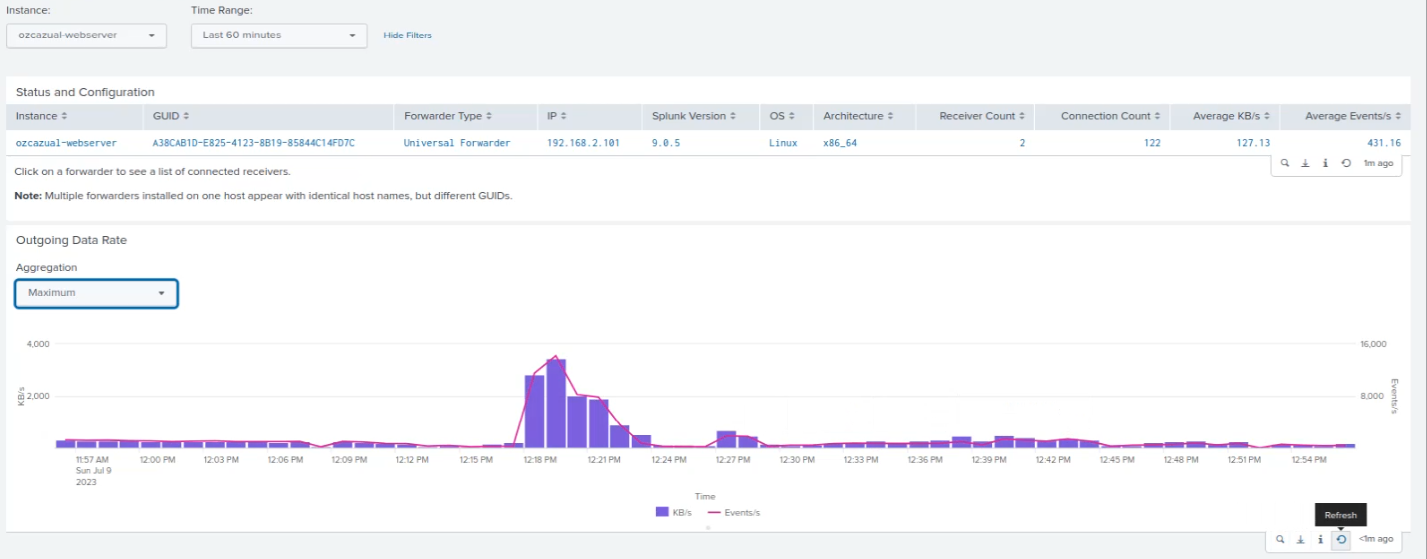 Instance: Time Range:
ozcazual-webserver Last 60 minutes Hide Filters
Status and Configuration
Instance GUID Forwarder Type IP Splunk Version OS Architecture Receiver Count Connection Count Average KB/s Average Events/s
ozcazual-webserver A38CAB1D-E825-4123-8B19-85844C14FD7C Universal Forwarder 192.168.2.101 9.0.5 Linux x86_64 2 122 127.13 431.16
1m ago
Click on a forwarder to see a list of connected receivers.
Note: Multiple forwarders installed on one host appear with identical host names, but different GUIDs.
Outgoing Data Rate
Aggregation
Maximum
4,000 16,000
KB/s 2,000 8,000 Events/s
11:57 AM 12:00 PM 12:03 PM 12:06 PM 12:09 PM 12:12 PM 12:15 PM 12:18 PM 12:21 PM 12:24 PM 12:27 PM 12:30 PM 12:33 PM 12:36 PM 12:39 PM 12:42 PM 12:45 PM 12:48 PM 12:51 PM 12:54 PM
Sun Jul 9
2023
Time
KB/s Events/s
Refresh
<1m ago